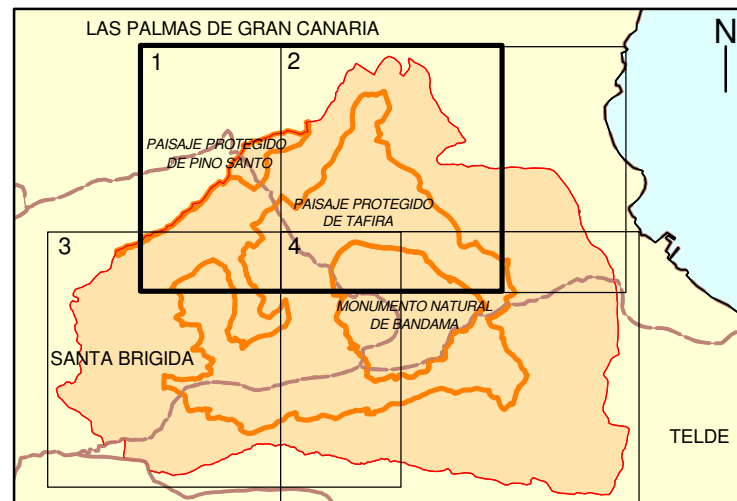 LAS PALMAS DE GRAN CANARIA
N
1
2
PAISAJE PROTEGIDO
DE PINO SANTO
PAISAJE PROTEGIDO
DE TAFIRA
3
4
MONUMENTO NATURAL
DE BANDAMA
SANTA BRIGIDA
TELDE